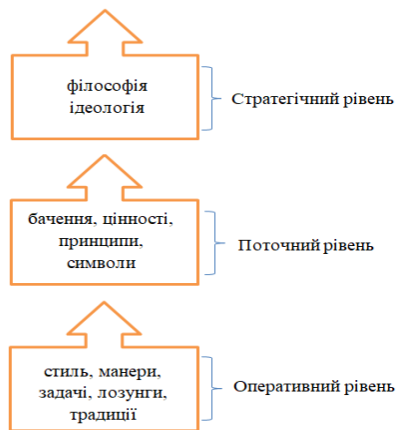 філософія
ідеологія
Стратегічний рівень
бачення, цінності,
принципи,
символи
Поточний рівень
стиль, манери,
задачі, лозунги,
традиції
Оперативний рівень